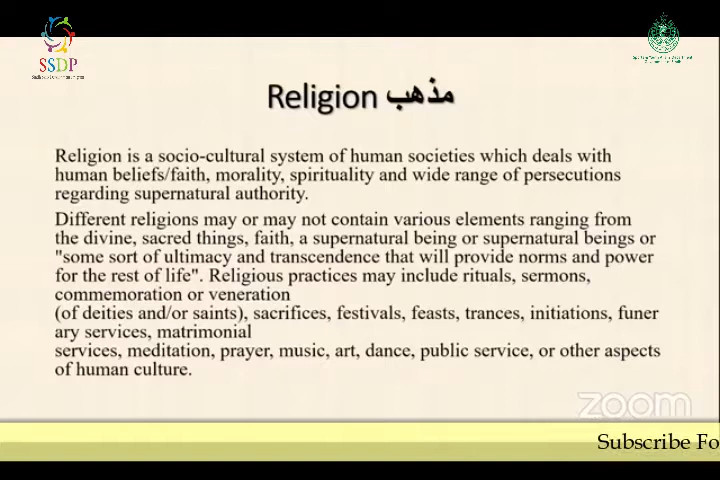 SSDP
Religion مذهب
Religion is a socio-cultural system of human societies which deals with
human beliefs/faith, morality, spirituality and wide range of persecutions
regarding supernatural authority.
Different religions may or may not contain various elements ranging from
the divine, sacred things, faith, a supernatural being or supernatural beings or
"some sort of ultimacy and transcendence that will provide norms and power
for the rest of life". Religious practices may include rituals, sermons,
commemoration or veneration
(of deities and/or saints), sacrifices, festivals, feasts, trances, initiations, funer
ary services, matrimonial
services, meditation, prayer, music, art, dance, public service, or other aspects
of human culture.
zoom
Subscribe Fo